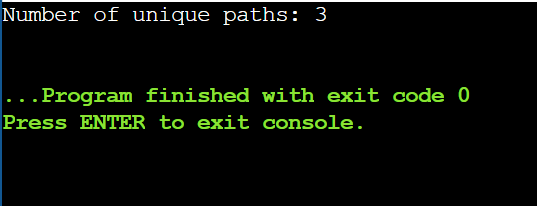 Number of unique paths: 3
...Program finished with exit code 0
Press ENTER to exit console.